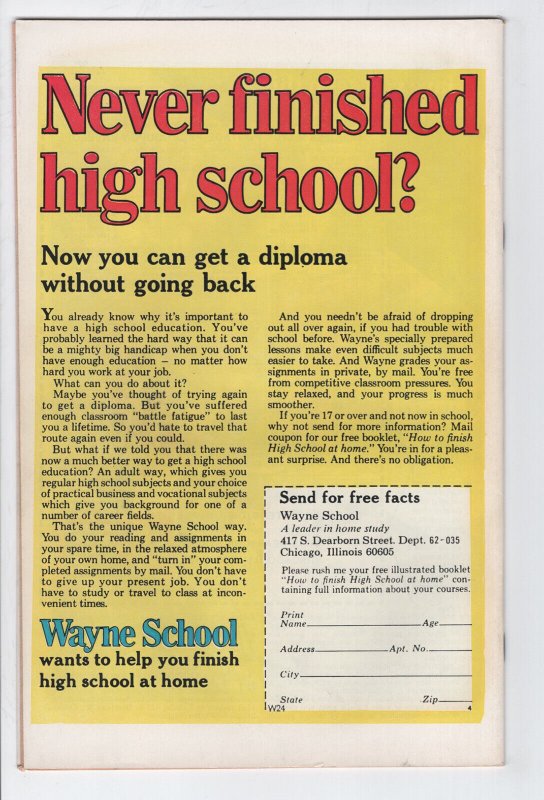 Never finished
high school?
Now you can get a diploma
without going back
You already know why it's important to
have a high school education. You've
probably learned the hard way that it can
be a mighty big handicap when you don't
have enough education – no matter how
hard you work at your job.
What can you do about it?
Maybe you've thought of trying again
to get a diploma. But you've suffered
enough classroom "battle fatigue" to last
you a lifetime. So you'd hate to travel that
route again even if you could.
But what if we told you that there was
now a much better way to get a high school
education? An adult way, which gives you
regular high school subjects and your choice
of practical business and vocational subjects
which give you background for one of a
number of career fields.
That's the unique Wayne School way.
You do your reading and assignments in
your spare time, in the relaxed atmosphere
of your own home, and "turn in" your com-
pleted assignments by mail. You don't have
to give up your present job. You don't
have to study or travel to class at incon-
venient times.
Wayne School
wants to help you finish
high school at home
And you needn't be afraid of dropping
out all over again, if you had trouble with
school before. Wayne's specially prepared
lessons make even difficult subjects much
easier to take. And Wayne grades your as-
signments in private, by mail. You're free
from competitive classroom pressures. You
stay relaxed, and your progress is much
smoother.
If you're 17 or over and not now in school,
why not send for more information? Mail
coupon for our free booklet, "How to finish
High School at home." You're in for a pleas-
ant surprise. And there's no obligation.
Send for free facts
Wayne School
A leader in home study
417 S. Dearborn Street. Dept. 62-035
Chicago, Illinois 60605
Please rush me your free illustrated booklet
"How to finish High School at home" con-
taining full information about your courses.
Print
Name Age
Address Apt. No.
City
State Zip
W24 4